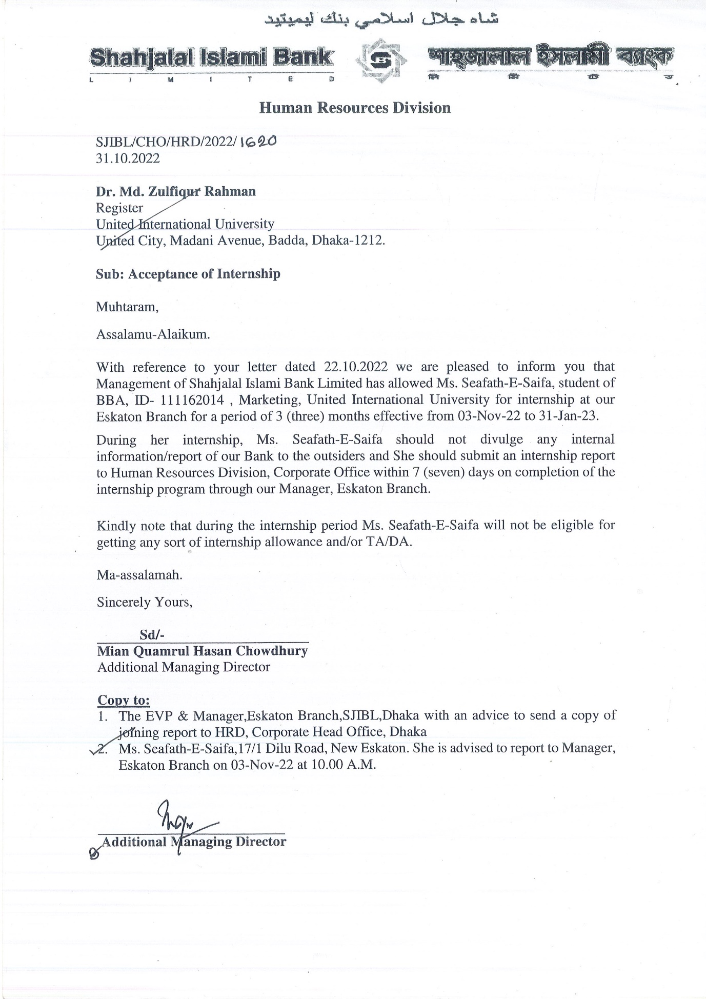 شاه جلال اسلامي بنك ليميتيد
Shahjalal Islami Bank শাহ্জালাল ইসলামী ব্যাংক
LIMITED লিমিটেড
Human Resources Division
SJIBL/CHO/HRD/2022/ 1620
31.10.2022
Dr. Md. Zulfiqur Rahman
Register
United International University
United City, Madani Avenue, Badda, Dhaka-1212.
Sub: Acceptance of Internship
Muhtaram,
Assalamu-Alaikum.
With reference to your letter dated 22.10.2022 we are pleased to inform you that
Management of Shahjalal Islami Bank Limited has allowed Ms. Seafath-E-Saifa, student of
BBA, ID- 111162014 , Marketing, United International University for internship at our
Eskaton Branch for a period of 3 (three) months effective from 03-Nov-22 to 31-Jan-23.
During her internship, Ms. Seafath-E-Saifa should not divulge any internal
information/report of our Bank to the outsiders and She should submit an internship report
to Human Resources Division, Corporate Office within 7 (seven) days on completion of the
internship program through our Manager, Eskaton Branch.
Kindly note that during the internship period Ms. Seafath-E-Saifa will not be eligible for
getting any sort of internship allowance and/or TA/DA.
Ma-assalamah.
Sincerely Yours,
Sd/-
Mian Quamrul Hasan Chowdhury
Additional Managing Director
Copy to:
1. The EVP & Manager,Eskaton Branch,SJIBL,Dhaka with an advice to send a copy of
joining report to HRD, Corporate Head Office, Dhaka
2. Ms. Seafath-E-Saifa,17/1 Dilu Road, New Eskaton. She is advised to report to Manager,
Eskaton Branch on 03-Nov-22 at 10.00 A.M.
Additional Managing Director